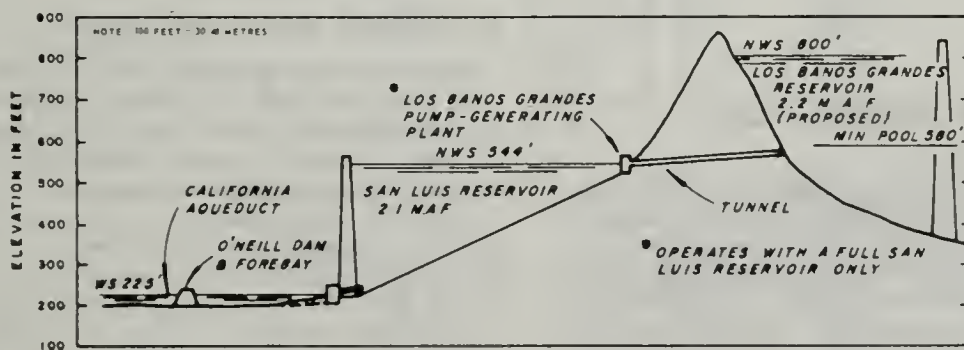 NOTE 100 FEET - 30.48 METRES
ELEVATION IN FEET
900
800
700
600
500
400
300
200
100
NWS 800'
LOS BANOS GRANDES
RESERVOIR
2.2 M A F
(PROPOSED)
MIN POOL 580'
LOS BANOS GRANDES
PUMP-GENERATING
PLANT
NWS 544'
SAN LUIS RESERVOIR
2.1 MAF
CALIFORNIA
AQUEDUCT
O'NEILL DAM
& FOREBAY
WS 225'
TUNNEL
OPERATES WITH A FULL SAN
LUIS RESERVOIR ONLY